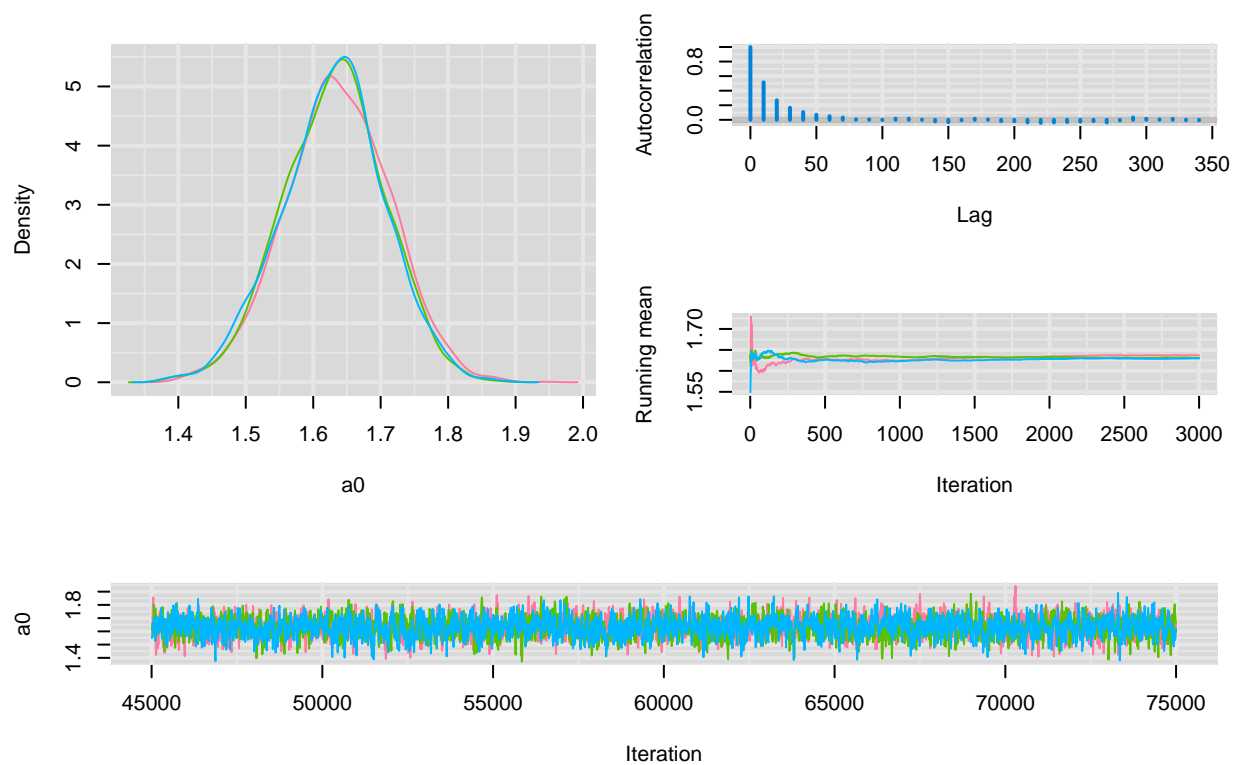 Density
5
4
3
2
1
0
1.4 1.5 1.6 1.7 1.8 1.9 2.0
a0
Autocorrelation
0.8
0.0
0 50 100 150 200 250 300 350
Lag
Running mean
1.70
1.55
0 500 1000 1500 2000 2500 3000
Iteration
a0
1.8
1.4
45000 50000 55000 60000 65000 70000 75000
Iteration